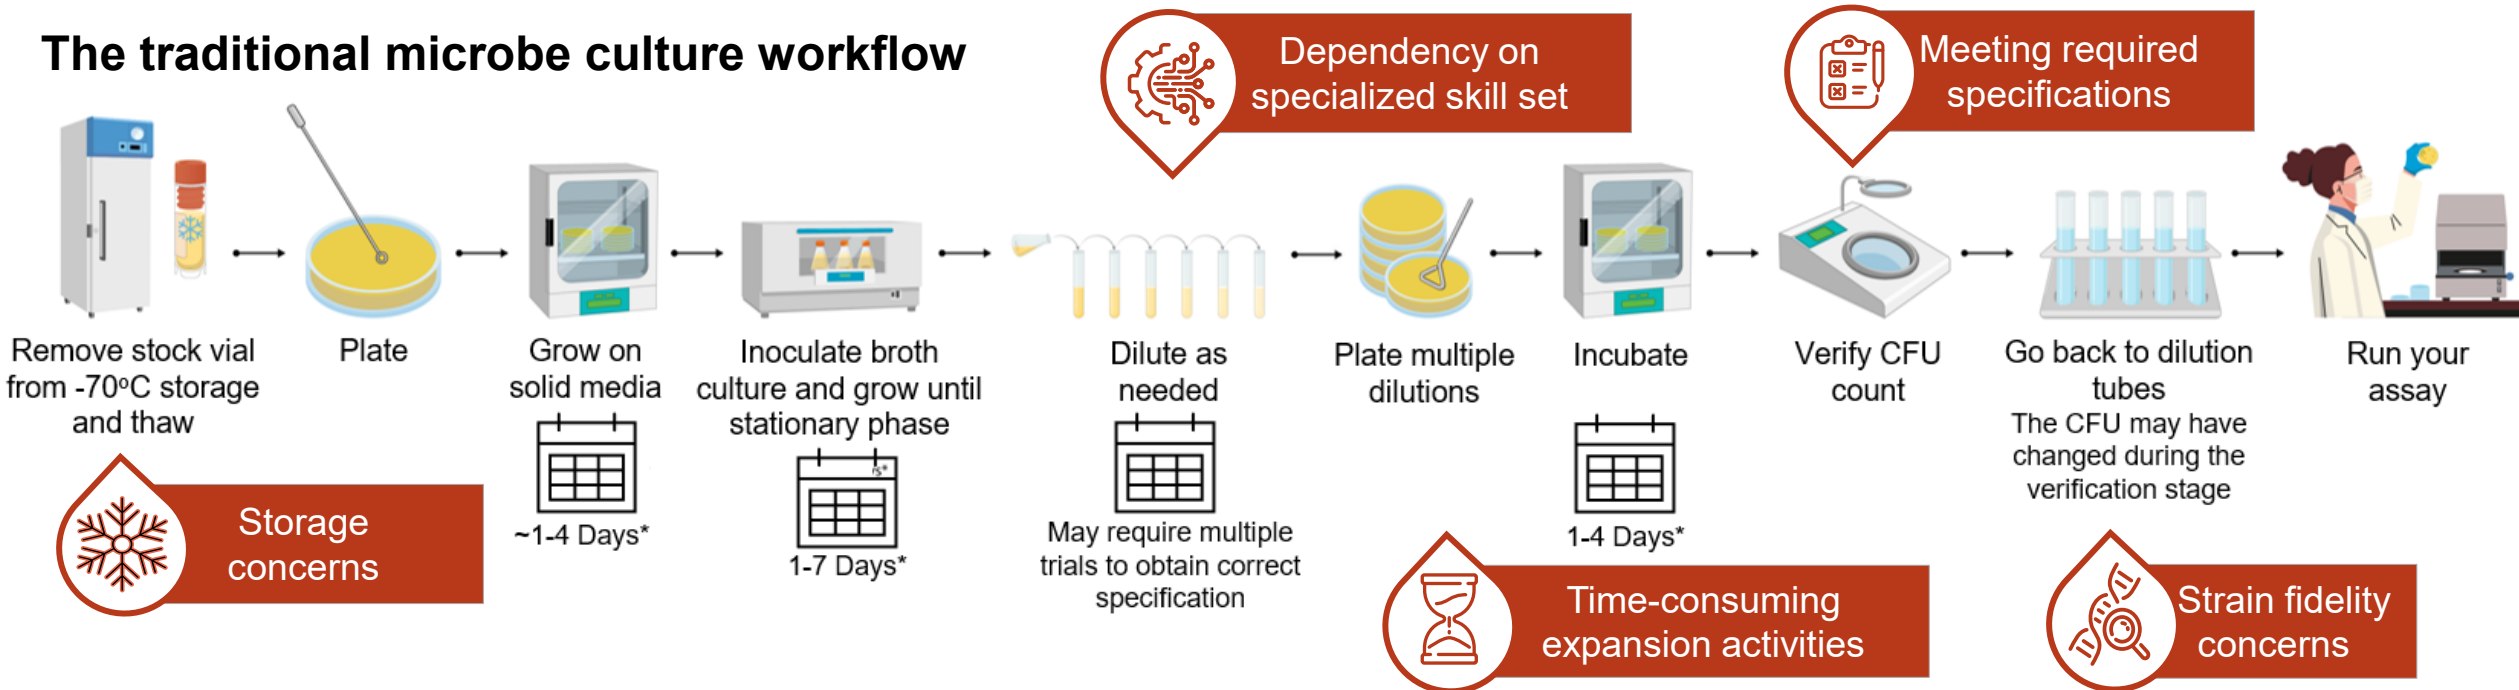 The traditional microbe culture workflow
Dependency on
specialized skill set
Meeting required
specifications
Remove stock vial
from -70ºC storage
and thaw
Plate
Grow on
solid media
~1-4 Days*
Inoculate broth
culture and grow until
stationary phase
1-7 Days*
Dilute as
needed
May require multiple
trials to obtain correct
specification
Plate multiple
dilutions
Incubate
1-4 Days*
Verify CFU
count
Go back to dilution
tubes
The CFU may have
changed during the
verification stage
Run your
assay
Storage
concerns
Time-consuming
expansion activities
Strain fidelity
concerns